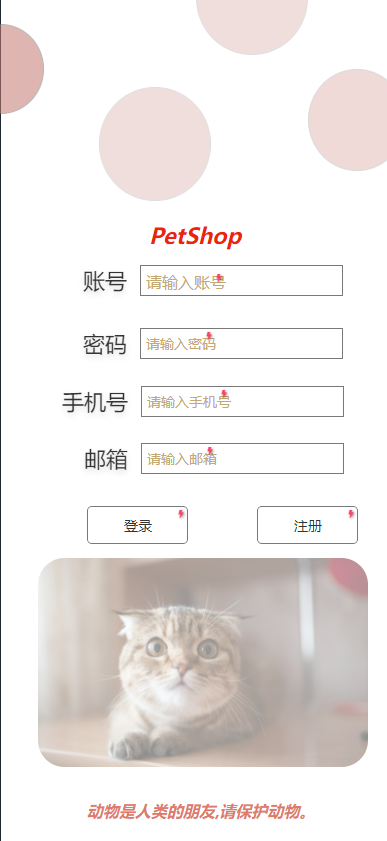 PetShop
账号 请输入账号
密码 请输入密码
手机号 请输入手机号
邮箱 请输入邮箱
登录 注册
动物是人类的朋友,请保护动物。